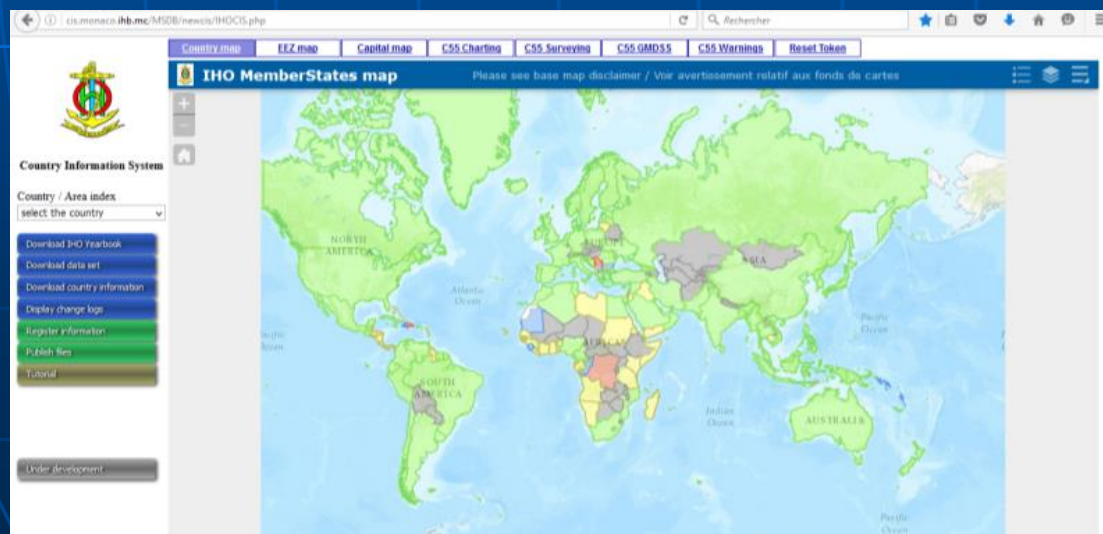 cis.monaco.ihb.mc/MSDB/newcis/IHOCIS.php
Rechercher
Country map
EEZ map
Capital map
C55 Charting
C55 Surveying
C55 GMDSS
C55 Warnings
Reset Token
IHO MemberStates map
Please see base map disclaimer / Voir avertissement relatif aux fonds de cartes
Country Information System
Country / Area index
select the country
Download IHO Yearbook
Download data set
Download country information
Display change logs
Register information
Publish files
Tutorial
Under development
NORTH
AMERICA
Atlantic
Ocean
EUROPE
ASIA
AFRICA
SOUTH
AMERICA
Indian
Ocean
AUSTRALIA
Pacific
Ocean
Pacific
Ocean
Pacific
Ocean